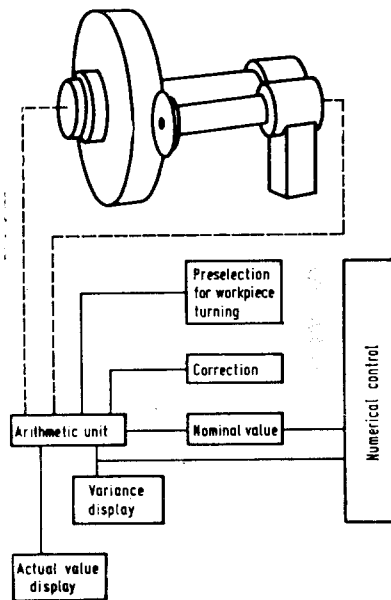 Preselection
for workpiece
turning
Correction
Arithmetic unit
Nominal value
Numerical control
Variance
display
Actual value
display